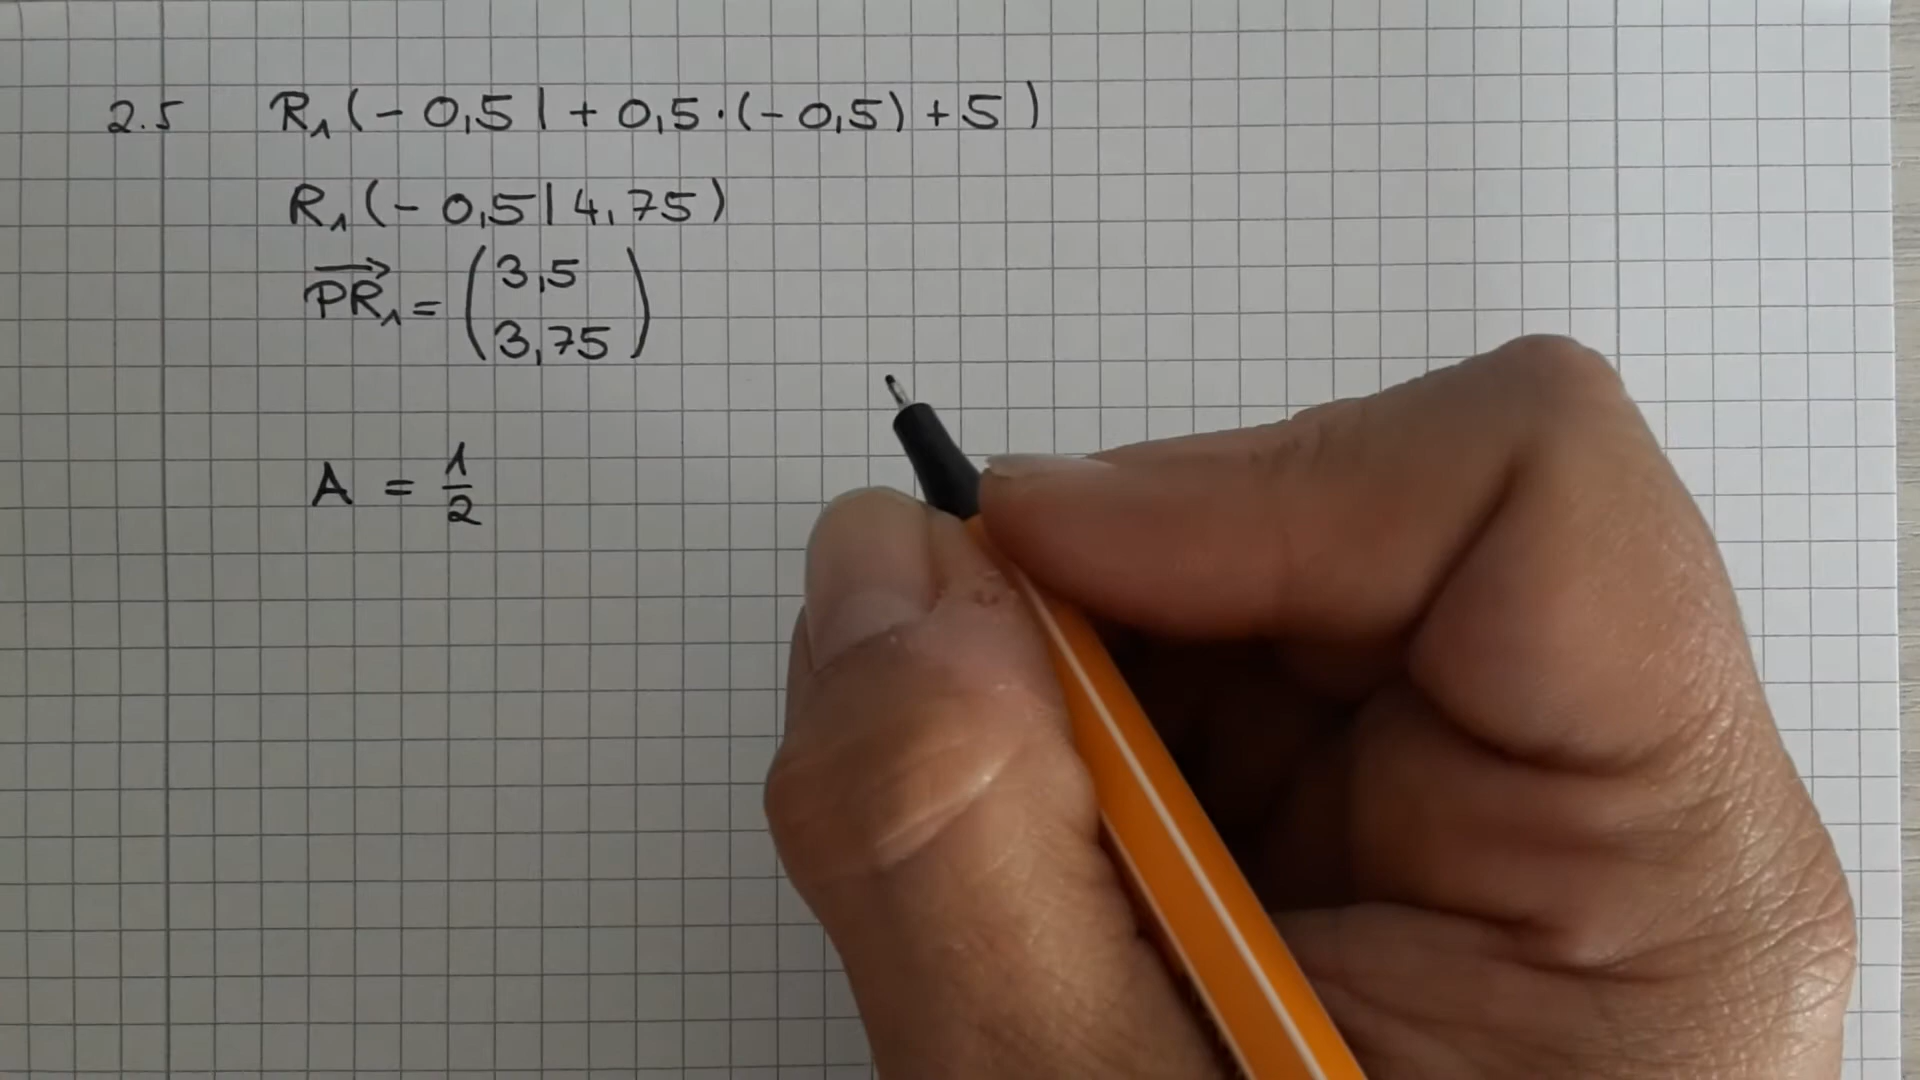 2.5 R₁(-0,5|+0,5·(-0,5)+5)
R₁(-0,5|4,75)
PR₁⃗ = (3,5
3,75)
A = 1/2